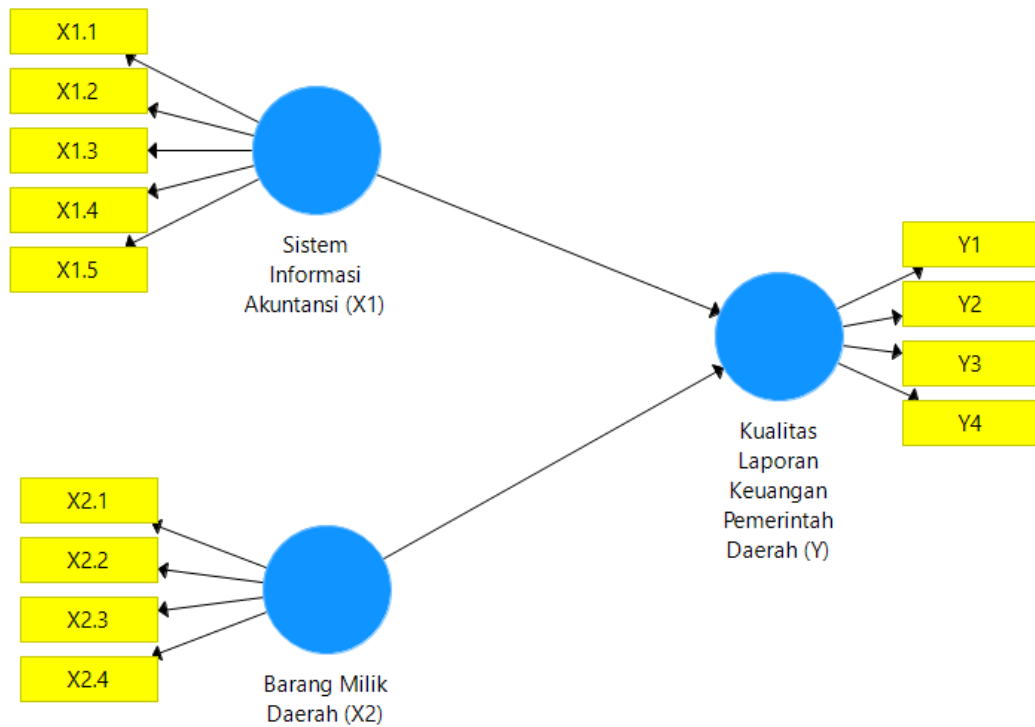 X1.1
X1.2
X1.3
X1.4
X1.5
Sistem
Informasi
Akuntansi (X1)
Y1
Y2
Y3
Y4
Kualitas
Laporan
Keuangan
Pemerintah
Daerah (Y)
X2.1
X2.2
X2.3
X2.4
Barang Milik
Daerah (X2)